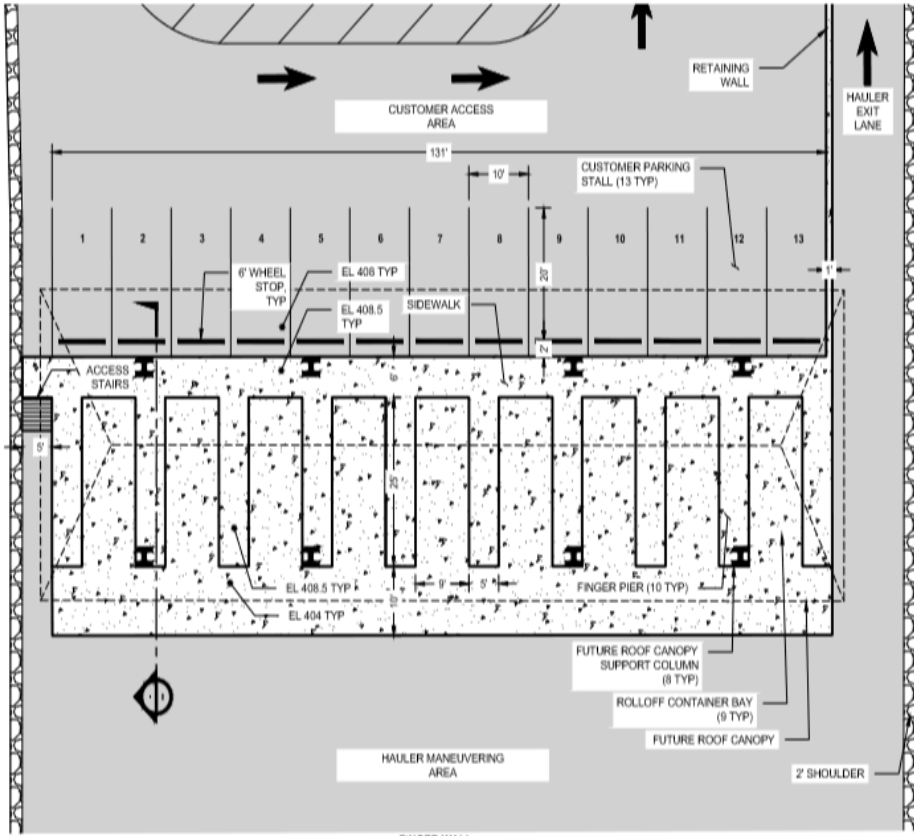 RETAINING
WALL
HAULER
EXIT
LANE
CUSTOMER ACCESS
AREA
131'
10'
CUSTOMER PARKING
STALL (13 TYP)
1
2
3
4
5
6
7
8
9
10
11
12
13
6' WHEEL
STOP,
TYP
EL 408 TYP
20'
1'
EL 408.5
TYP
SIDEWALK
2'
ACCESS
STAIRS
6'
5'
25'
EL 408.5 TYP
9'
5'
FINGER PIER (10 TYP)
10'
EL 404 TYP
FUTURE ROOF CANOPY
SUPPORT COLUMN
(8 TYP)
ROLLOFF CONTAINER BAY
(9 TYP)
FUTURE ROOF CANOPY
HAULER MANEUVERING
AREA
2' SHOULDER